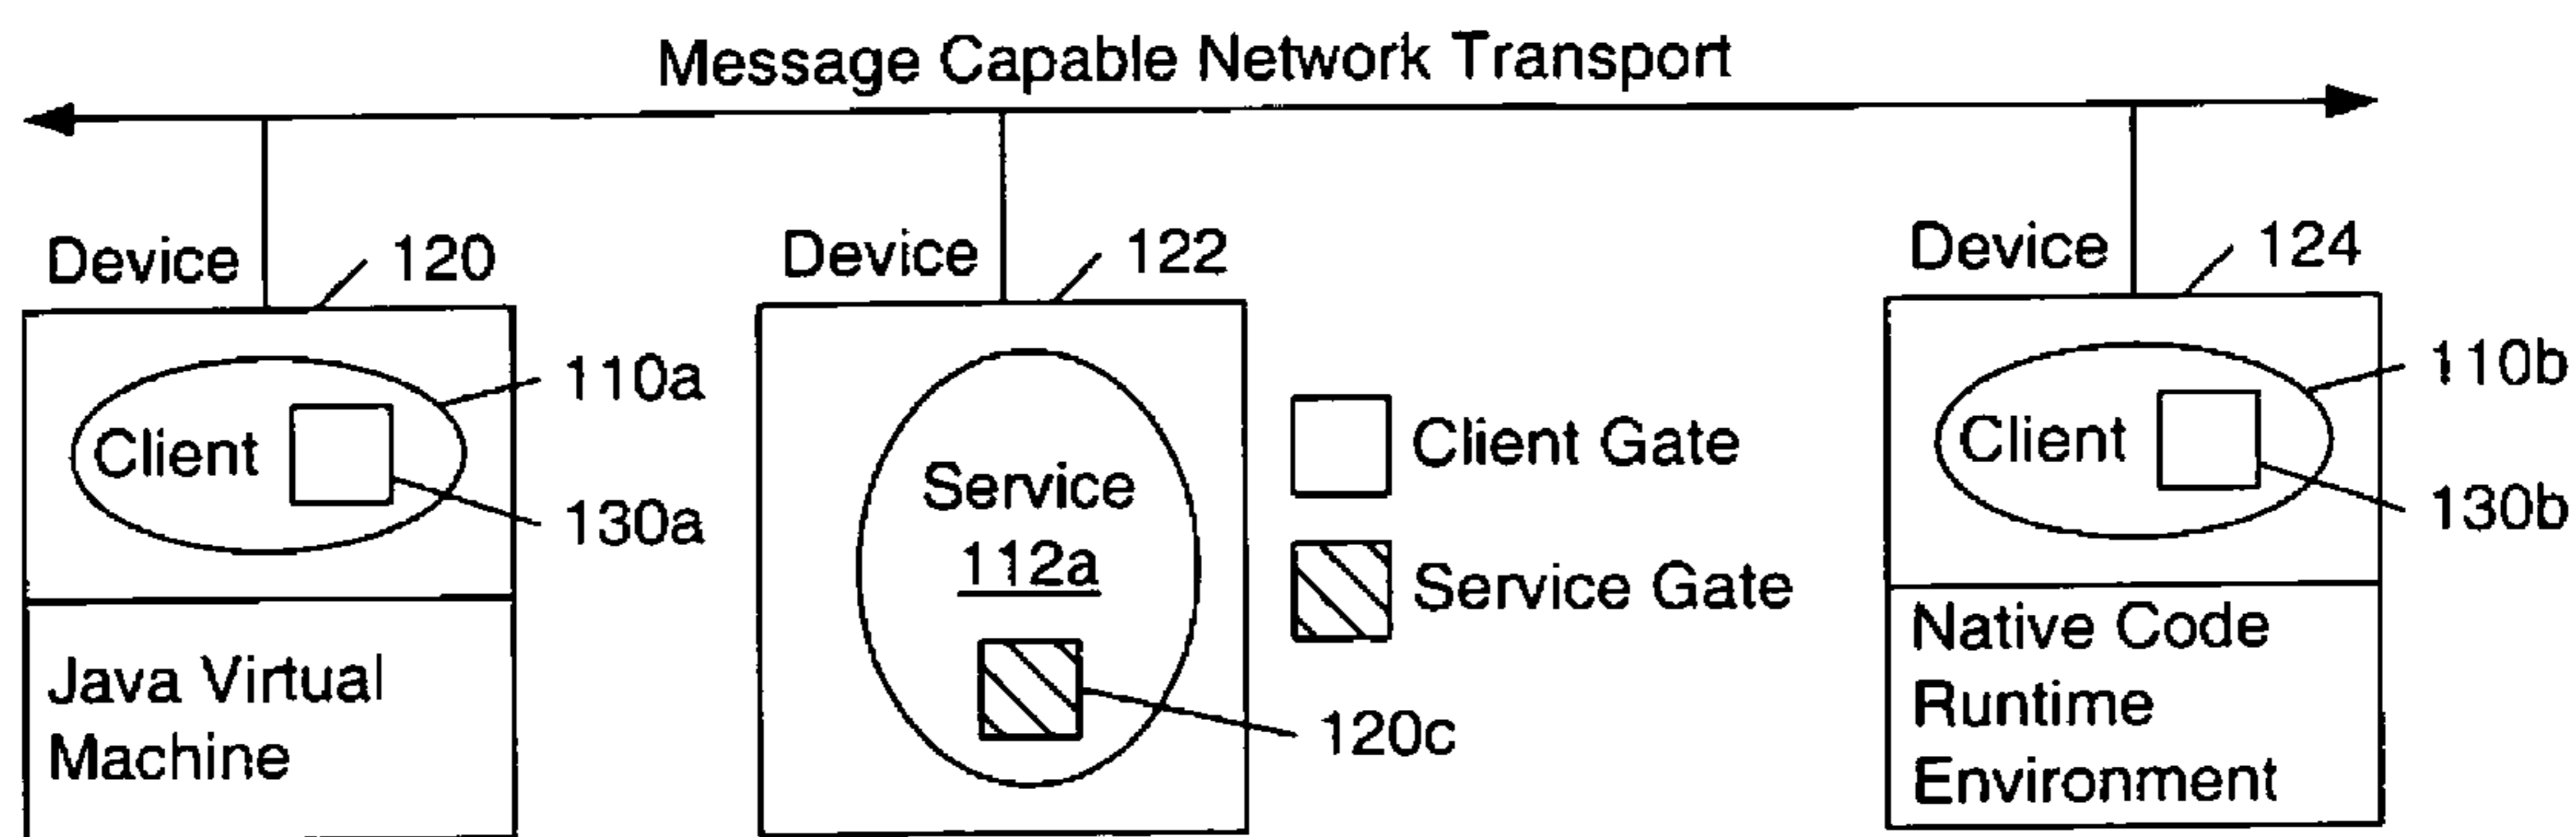 Message Capable Network Transport
Device
120
Device
122
Device
124
110a
Client
130a
Java Virtual
Machine
Service
112a
120c
Client Gate
Service Gate
110b
Client
130b
Native Code
Runtime
Environment